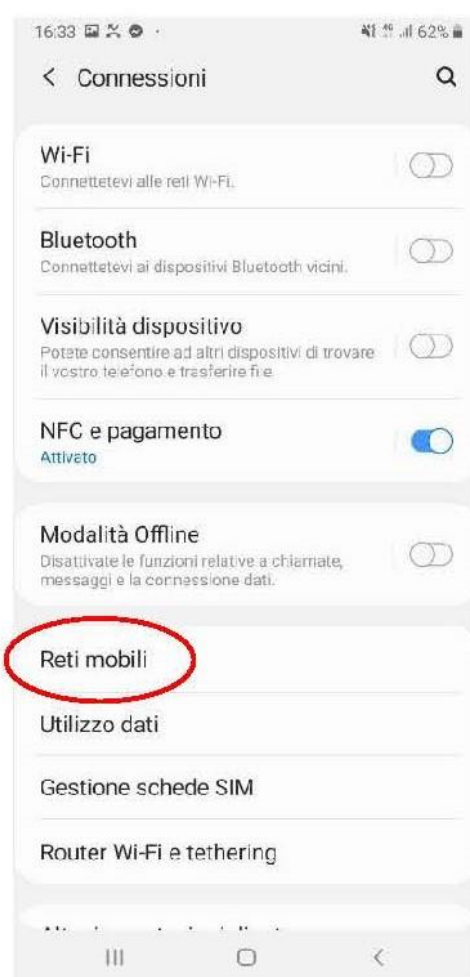 16:33
62%
Connessioni
Wi-Fi
Connettetevi alle reti Wi-Fi.
Bluetooth
Connettetevi ai dispositivi Bluetooth vicini.
Visibilità dispositivo
Potete consentire ad altri dispositivi di trovare
il vostro telefono e trasferire file.
NFC e pagamento
Attivato
Modalità Offline
Disattivate le funzioni relative a chiamate,
messaggi e la connessione dati.
Reti mobili
Utilizzo dati
Gestione schede SIM
Router Wi-Fi e tethering